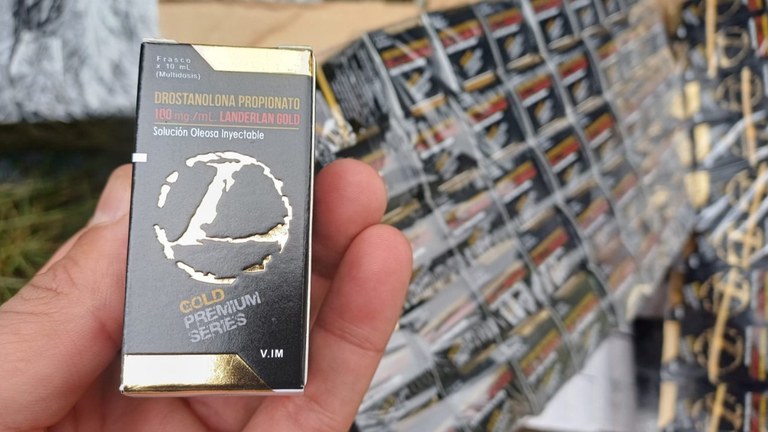 Frasco
x 10 mL
(Multidosis)
DROSTANOLONA PROPIONATO
100 mg /mL. LANDERLAN GOLD
Solución Oleosa Inyectable
GOLD
PREMIUM
SERIES
V.IM